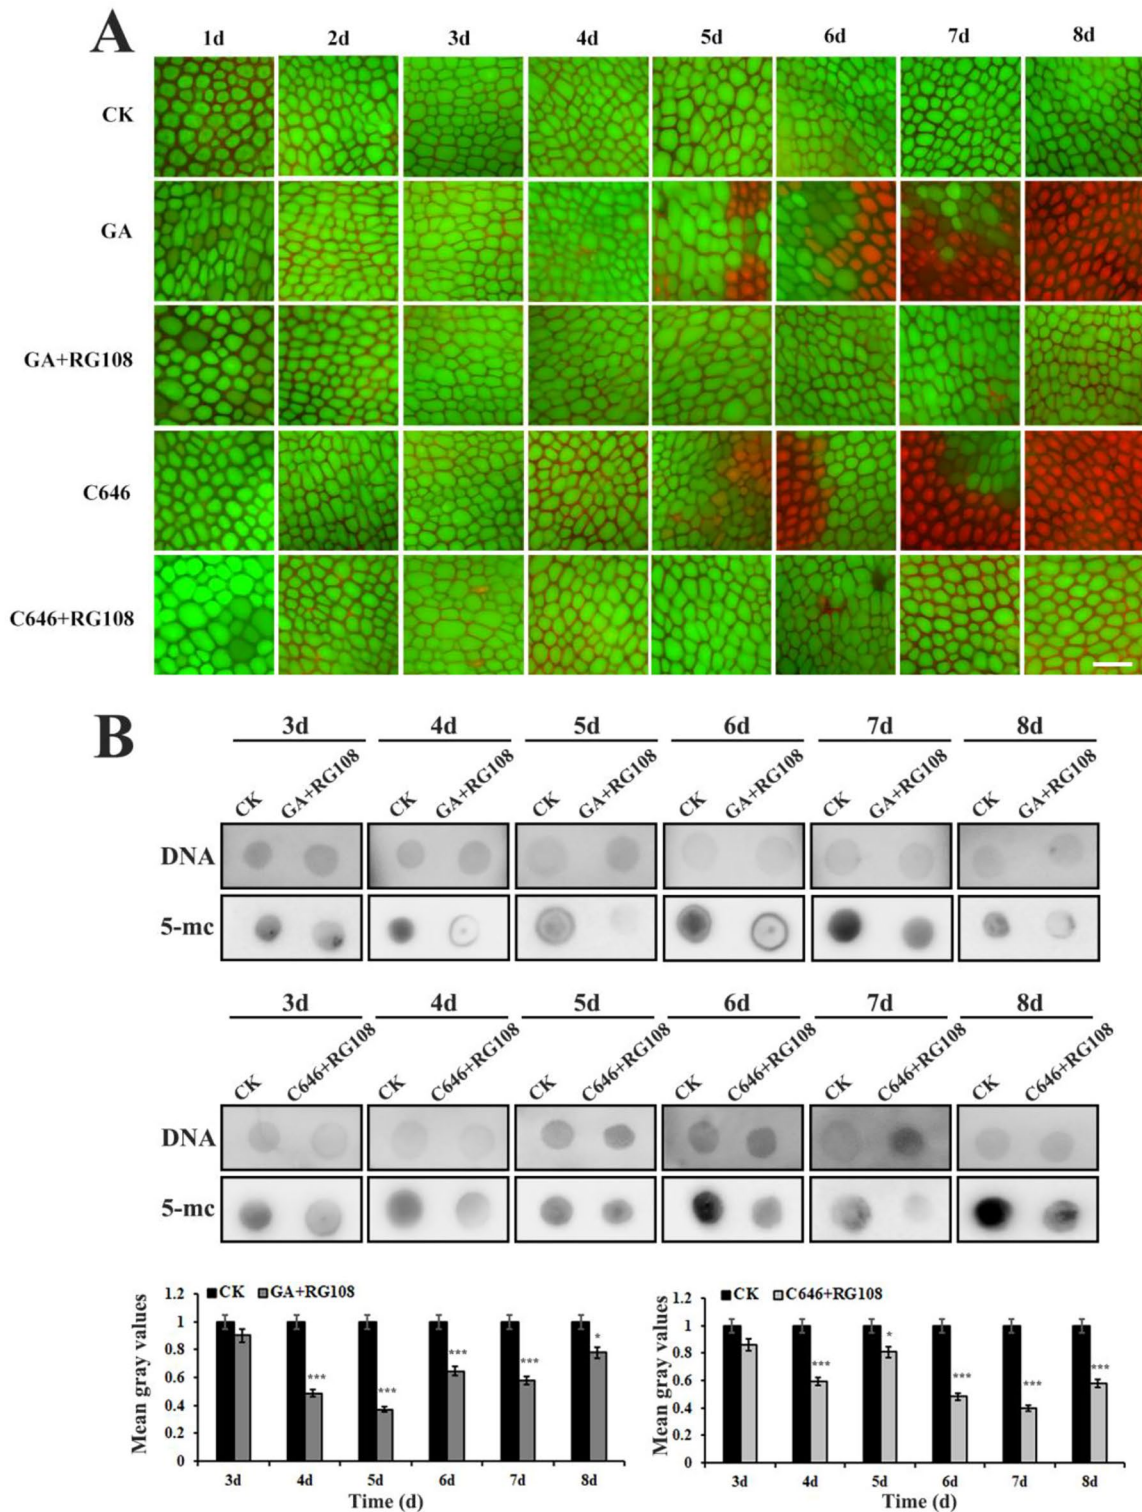 A
1d 2d 3d 4d 5d 6d 7d 8d
CK
GA
GA+RG108
C646
C646+RG108
B
3d 4d 5d 6d 7d 8d
CK GA+RG108 CK GA+RG108 CK GA+RG108 CK GA+RG108 CK GA+RG108 CK GA+RG108
DNA
5-mc
3d 4d 5d 6d 7d 8d
CK C646+RG108 CK C646+RG108 CK C646+RG108 CK C646+RG108 CK C646+RG108 CK C646+RG108
DNA
5-mc
Mean gray values
1.2
1
0.8
0.6
0.4
0.2
0
CK GA+RG108
*** *** *** *** *
3d 4d 5d 6d 7d 8d
Time (d)
Mean gray values
1.2
1
0.8
0.6
0.4
0.2
0
CK C646+RG108
*** * *** *** ***
3d 4d 5d 6d 7d 8d
Time (d)